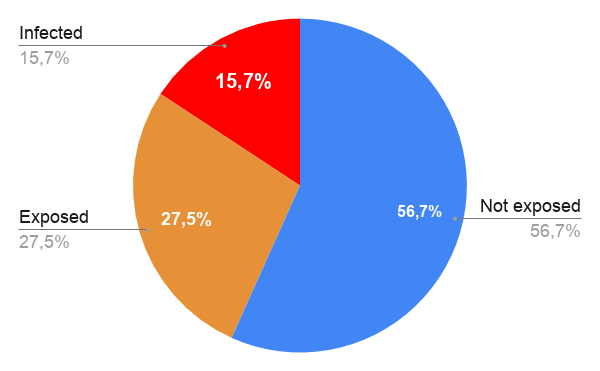 Infected
15,7%
15,7%
Exposed
27,5%
27,5%
Not exposed
56,7%
56,7%